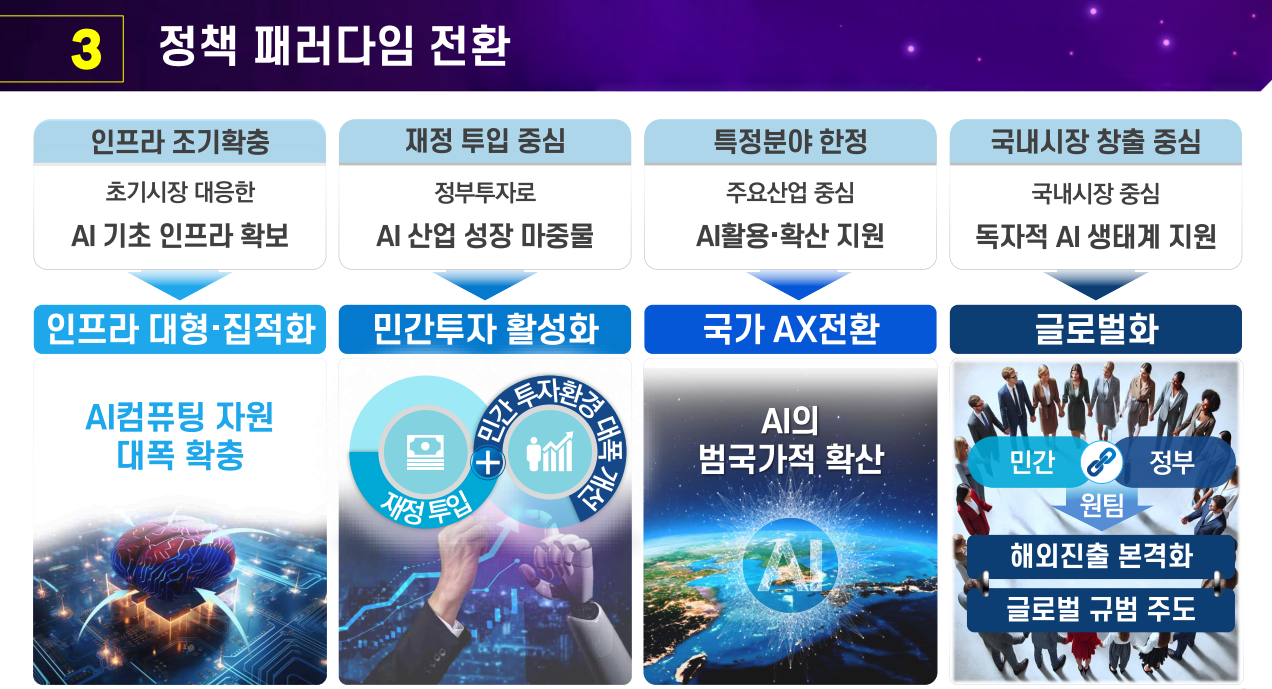 3
정책 패러다임 전환
인프라 조기확충
초기시장 대응한
AI 기초 인프라 확보
재정 투입 중심
정부투자로
AI 산업 성장 마중물
특정분야 한정
주요산업 중심
AI활용·확산 지원
국내시장 창출 중심
국내시장 중심
독자적 AI 생태계 지원
인프라 대형·집적화
AI컴퓨팅 자원
대폭 확충
민간투자 활성화
재정 투입
+
민간 투자환경 대폭 개선
국가 AX전환
AI의
범국가적 확산
AI
글로벌화
민간
정부
원팀
해외진출 본격화
글로벌 규범 주도